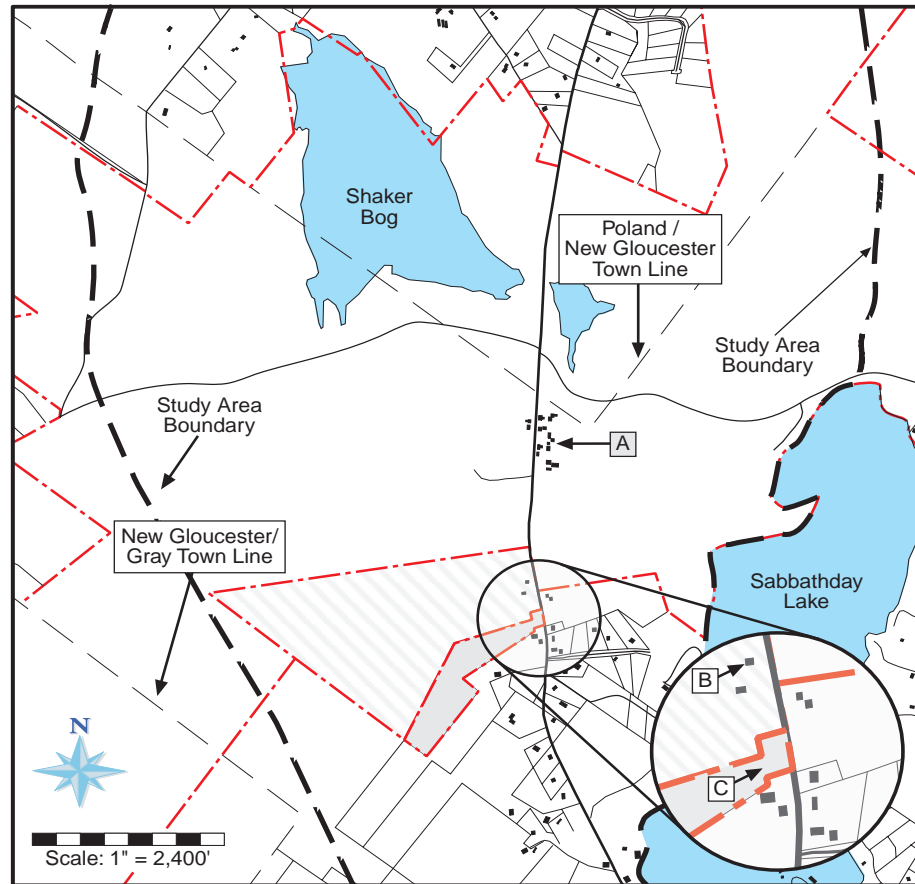 Shaker
Bog
Poland /
New Gloucester
Town Line
Study Area
Boundary
Study Area
Boundary
A
New Gloucester/
Gray Town Line
Sabbathday
Lake
B
C
N
Scale: 1" = 2,400'